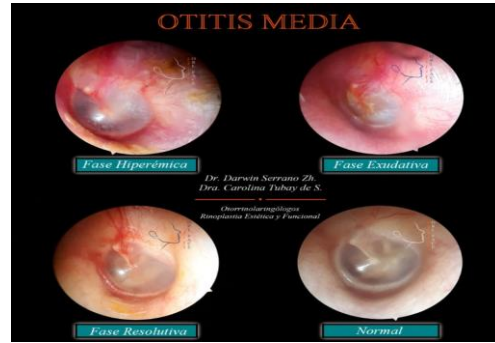 OTITIS MEDIA
Fase Hiperémica
Fase Exudativa
Dr. Darwin Serrano Zh.
Dra. Carolina Tubay de S.
Otorrinolaringólogos
Rinoplastia Estética y Funcional
Fase Resolutiva
Normal